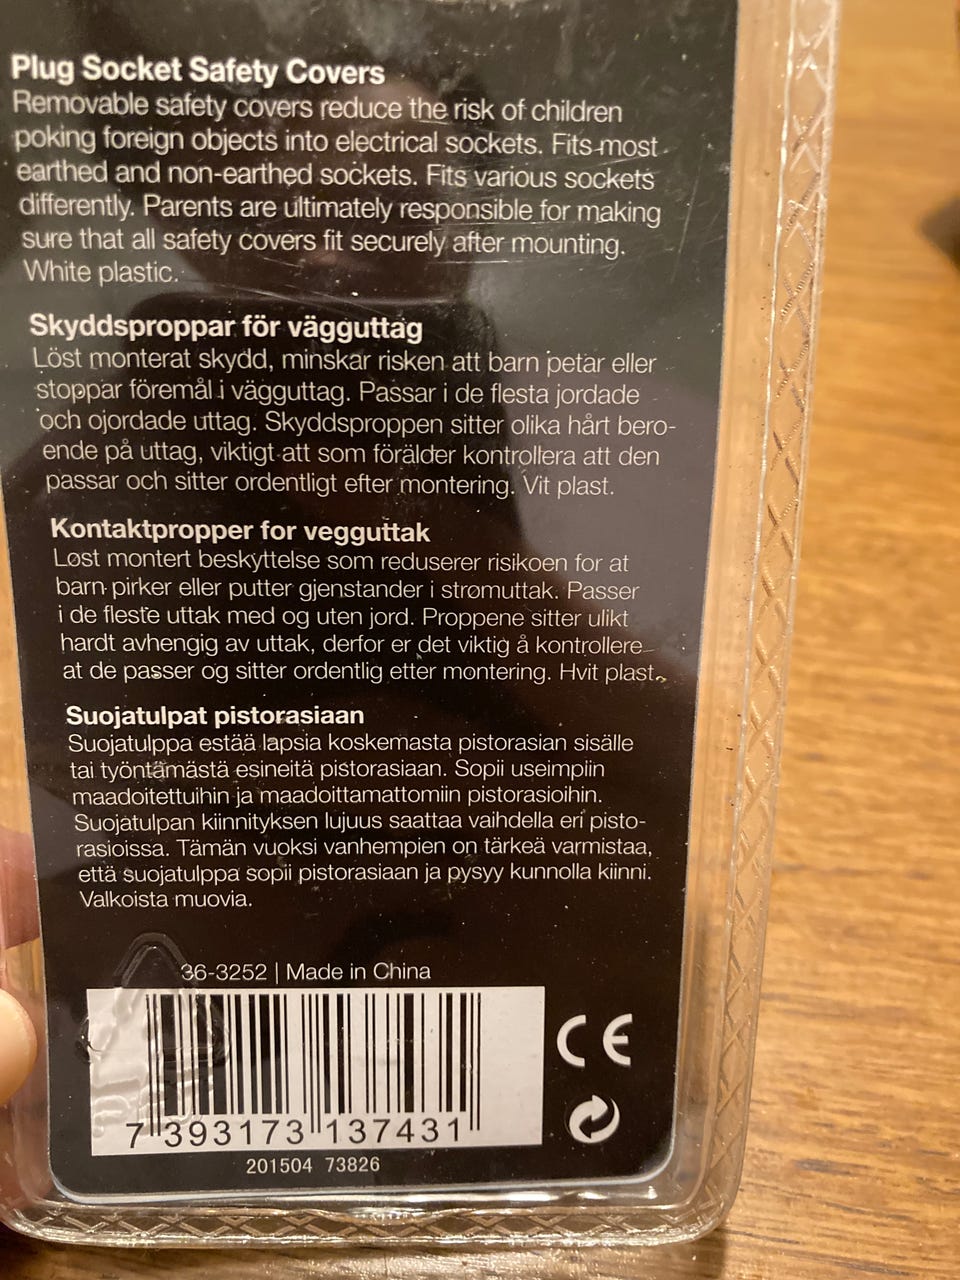 Plug Socket Safety Covers
Removable safety covers reduce the risk of children
poking foreign objects into electrical sockets. Fits most
earthed and non-earthed sockets. Fits various sockets
differently. Parents are ultimately responsible for making
sure that all safety covers fit securely after mounting.
White plastic.
Skyddsproppar för vägguttag
Löst monterat skydd, minskar risken att barn petar eller
stoppar föremål i vägguttag. Passar i de flesta jordade
och ojordade uttag. Skyddsproppen sitter olika hårt bero-
ende på uttag, viktigt att som förälder kontrollera att den
passar och sitter ordentligt efter montering. Vit plast.
Kontaktpropper for vegguttak
Løst montert beskyttelse som reduserer risikoen for at
barn pirker eller putter gjenstander i strømuttak. Passer
i de fleste uttak med og uten jord. Proppene sitter ulikt
hardt avhengig av uttak, derfor er det viktig å kontrollere
at de passer og sitter ordentlig etter montering. Hvit plast.
Suojatulpat pistorasiaan
Suojatulppa estää lapsia koskemasta pistorasian sisälle
tai työntämästä esineitä pistorasiaan. Sopii useimpiin
maadoitettuihin ja maadoittamattomiin pistorasioihin.
Suojatulpan kiinnityksen lujuus saattaa vaihdella eri pisto-
rasioissa. Tämän vuoksi vanhempien on tärkeä varmistaa,
että suojatulppa sopii pistorasiaan ja pysyy kunnolla kiinni.
Valkoista muovia.
36-3252 | Made in China
CE
7 393173 137431
201504 73826